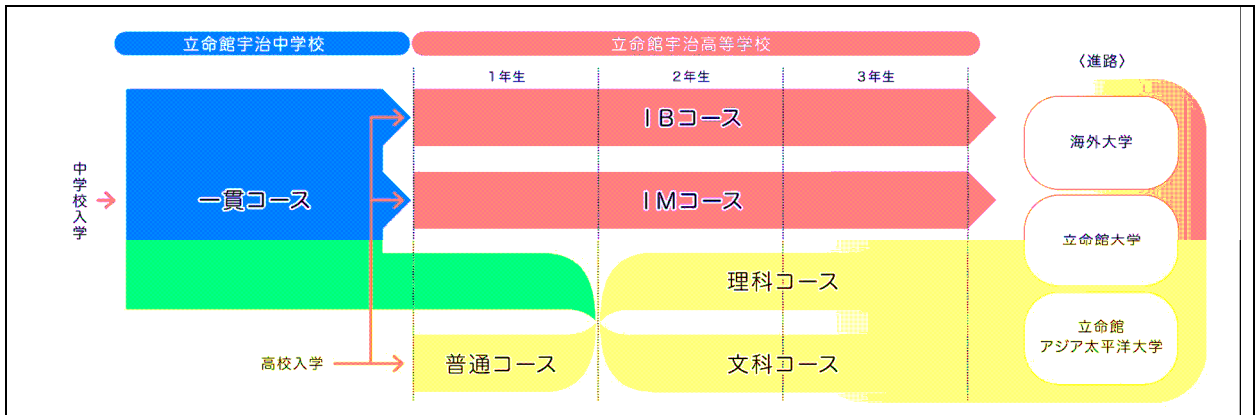 立命館宇治中学校
立命館宇治高等学校
〈進路〉
1年生
2年生
3年生
IBコース
海外大学
中学校入学
一貫コース
IMコース
立命館大学
理科コース
立命館
アジア太平洋大学
高校入学
普通コース
文科コース